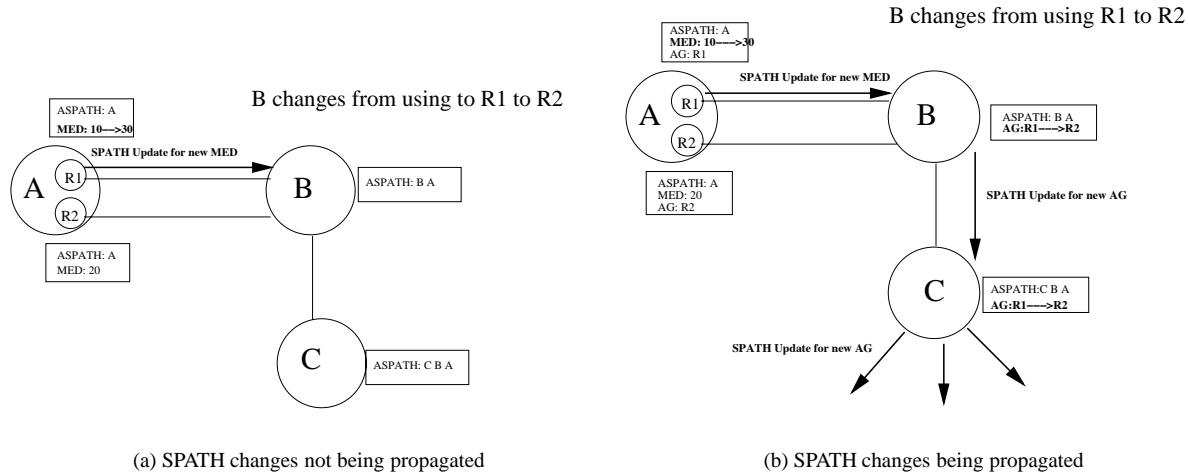 B changes from using to R1 to R2
ASPATH: A
MED: 10-->30
SPATH Update for new MED
A
R1
R2
B
ASPATH: B A
ASPATH: A
MED: 20
C
ASPATH: C B A
(a) SPATH changes not being propagated
B changes from using R1 to R2
ASPATH: A
MED: 10--->30
AG: R1
SPATH Update for new MED
A
R1
R2
B
ASPATH: B A
AG:R1--->R2
ASPATH: A
MED: 20
AG: R2
SPATH Update for new AG
C
ASPATH:C B A
AG:R1--->R2
SPATH Update for new AG
(b) SPATH changes being propagated